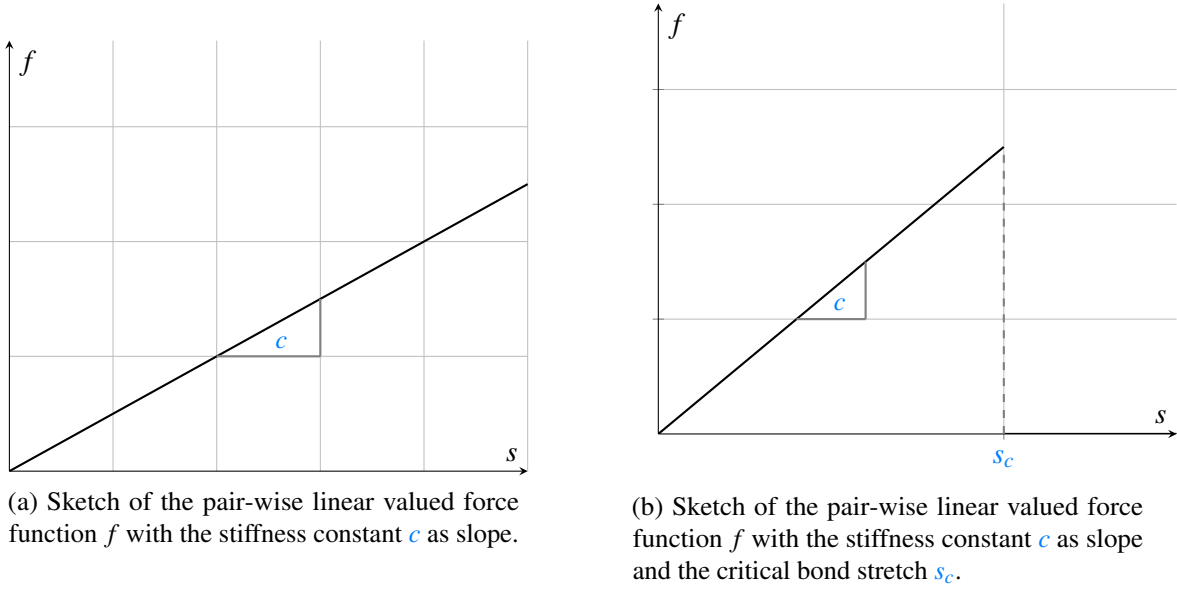 f
c
s
(a) Sketch of the pair-wise linear valued force
function f with the stiffness constant c as slope.
f
c
s
s_c
(b) Sketch of the pair-wise linear valued force
function f with the stiffness constant c as slope
and the critical bond stretch s_c.